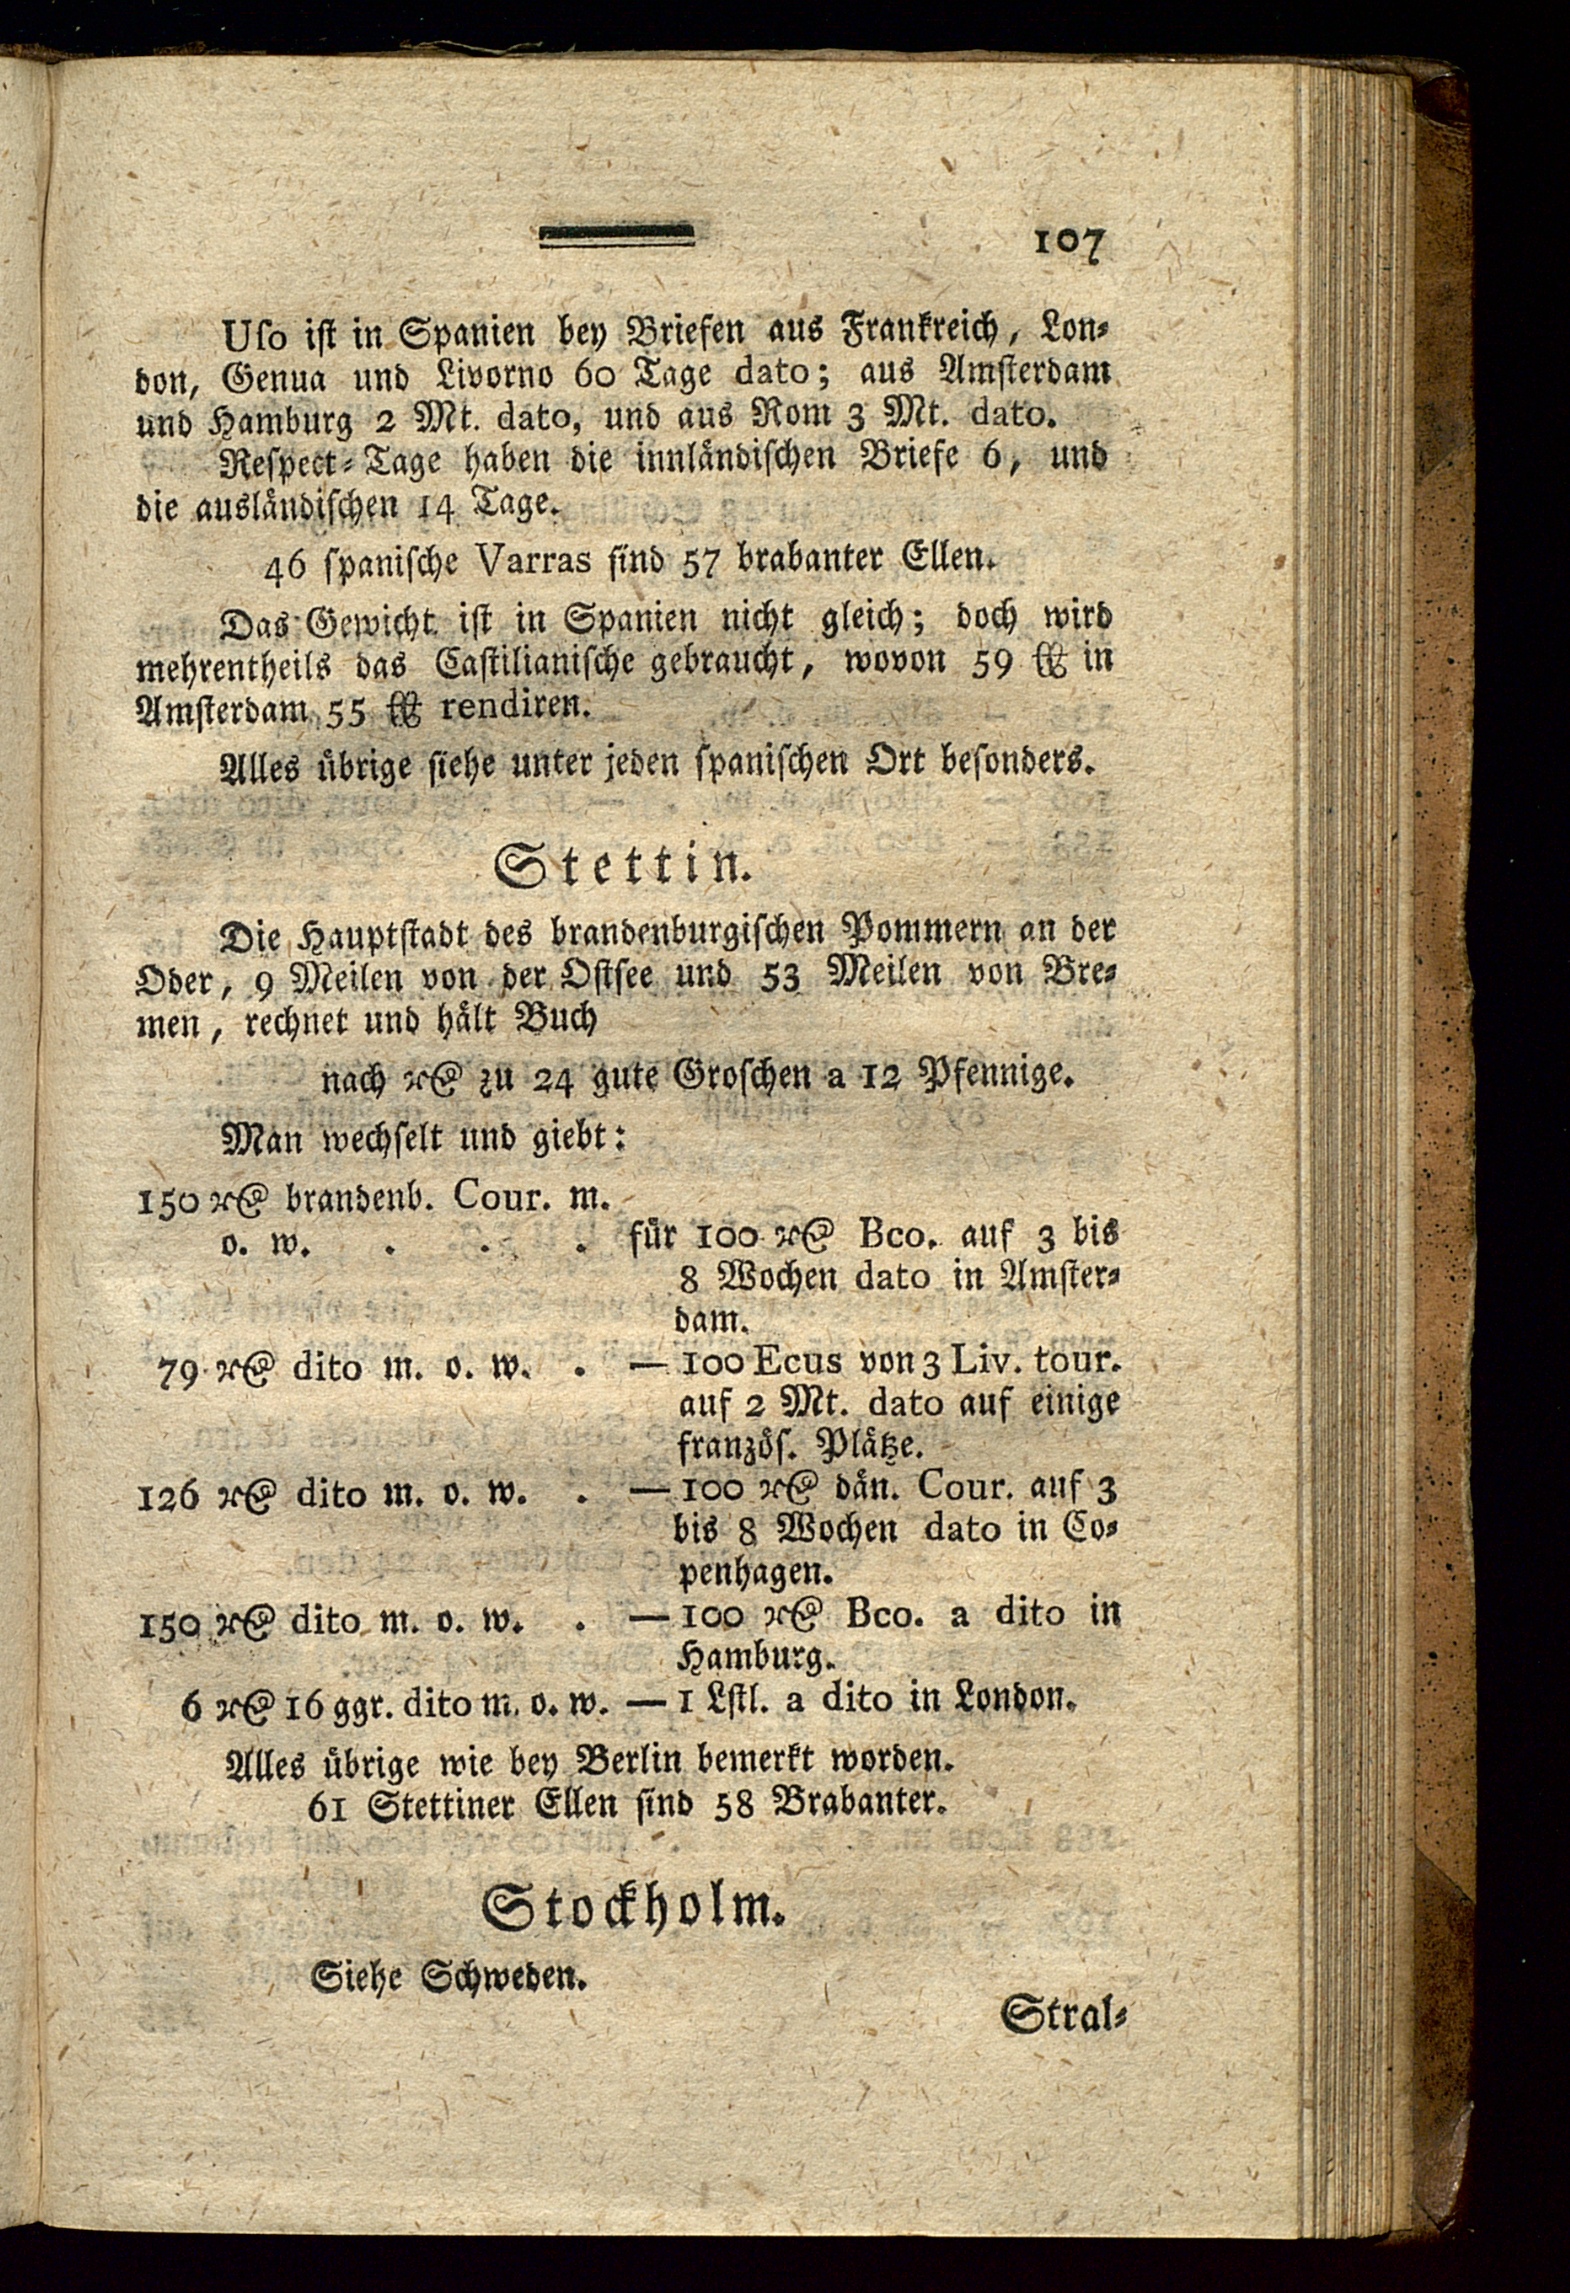 107
Uſo iſt in Spanien bey Briefen aus Frankreich, Lon⸗
don, Genua und Livorno 60 Tage dato; aus Amſterdam
und Hamburg 2 Mt. dato, und aus Rom 3 Mt. dato.
Reſpect⸗Tage haben die innländiſchen Briefe 6, und
die ausländiſchen 14 Tage.
46 ſpaniſche Varras ſind 57 brabanter Ellen.
Das Gewicht iſt in Spanien nicht gleich; doch wird
mehrentheils das Caſtilianiſche gebraucht, wovon 59 ℔ in
Amſterdam 55 ℔ rendiren.
Alles übrige ſiehe unter jeden ſpaniſchen Ort beſonders.
Stettin.
Die Hauptſtadt des brandenburgiſchen Pommern an der
Oder, 9 Meilen von der Oſtſee und 53 Meilen von Bre⸗
men, rechnet und hält Buch
nach Rthlr zu 24 gute Groſchen a 12 Pfennige.
Man wechſelt und giebt:
150 Rthlr brandenb. Cour. m.
o. w. . . . für 100 Rthlr Bco. auf 3 bis
8 Wochen dato in Amſter⸗
dam.
79 Rthlr dito m. o. w. . — 100 Ecus von 3 Liv. tour.
auf 2 Mt. dato auf einige
franzöſ. Plätze.
126 Rthlr dito m. o. w. . — 100 Rthlr dän. Cour. auf 3
bis 8 Wochen dato in Co⸗
penhagen.
150 Rthlr dito m. o. w. . — 100 Rthlr Bco. a dito in
Hamburg.
6 Rthlr 16 ggr. dito m. o. w. — 1 Lſtl. a dito in London.
Alles übrige wie bey Berlin bemerkt worden.
61 Stettiner Ellen ſind 58 Brabanter.
Stockholm.
Siehe Schweden.
Stral⸗